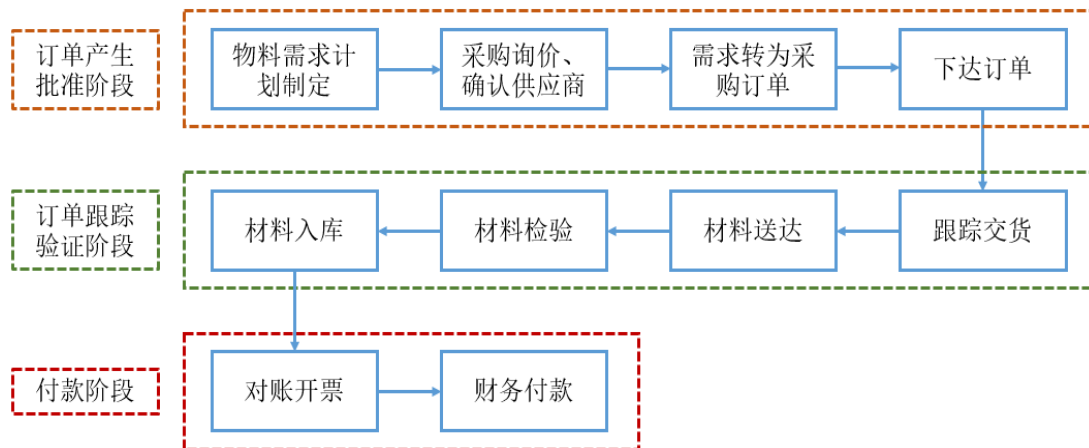 订单产生
批准阶段
物料需求计
划制定
采购询价、
确认供应商
需求转为采
购订单
下达订单
订单跟踪
验证阶段
材料入库
材料检验
材料送达
跟踪交货
付款阶段
对账开票
财务付款